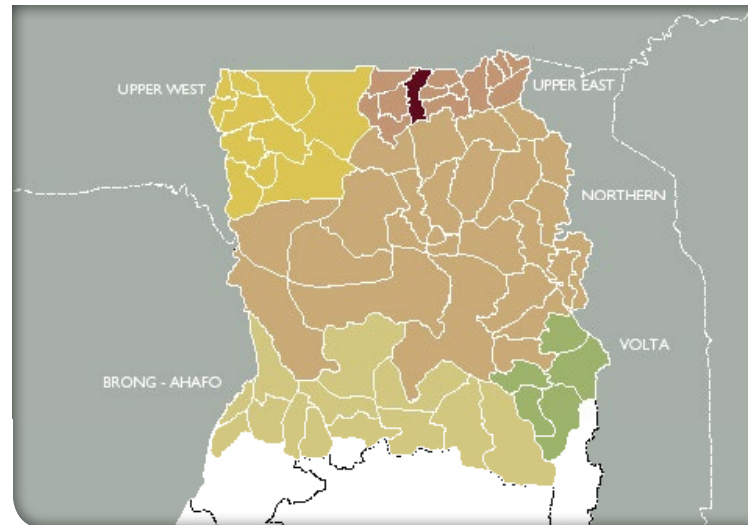 UPPER WEST
UPPER EAST
NORTHERN
VOLTA
BRONG - AHAFO